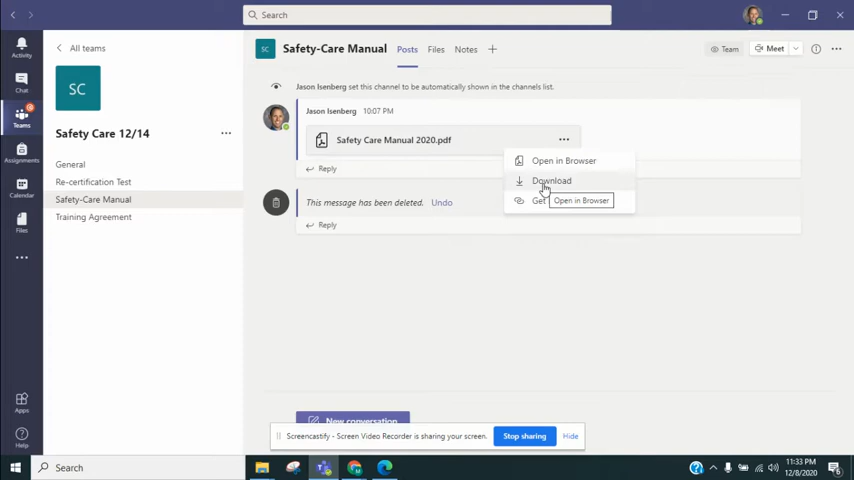 Search
Activity
Chat
Teams
Assignments
Calendar
Files
Apps
Help
All teams
SC
Safety Care 12/14
General
Re-certification Test
Safety-Care Manual
Training Agreement
SC Safety-Care Manual Posts Files Notes
Team Meet
Jason Isenberg set this channel to be automatically shown in the channels list.
Jason Isenberg 10:07 PM
Safety Care Manual 2020.pdf
Open in Browser
Download
Get
Open in Browser
Reply
This message has been deleted. Undo
Reply
New conversation
Screencastify - Screen Video Recorder is sharing your screen. Stop sharing Hide
Search
11:33 PM
12/8/2020